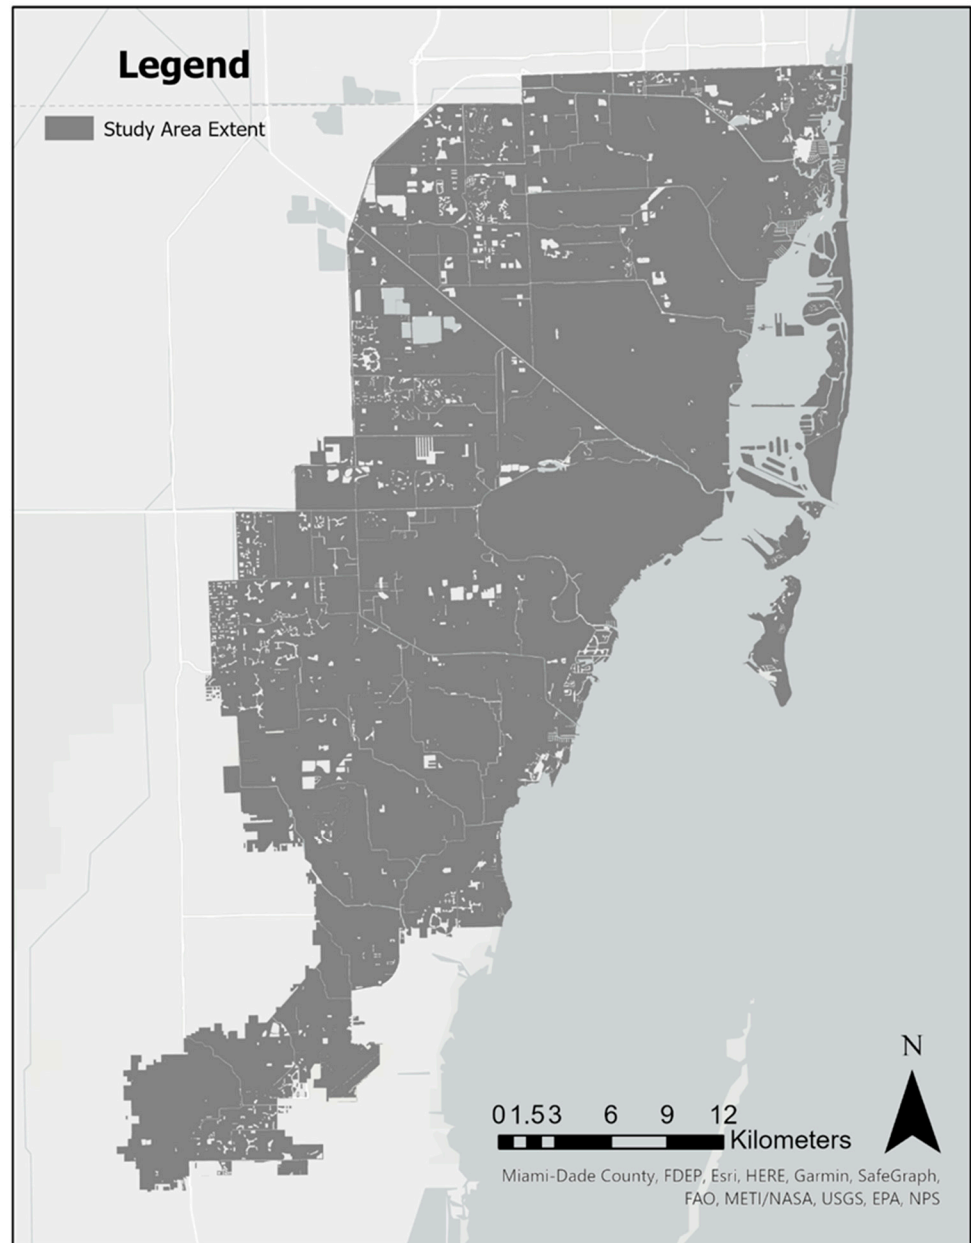 Legend
Study Area Extent
N
0 1.5 3 6 9 12
Kilometers
Miami-Dade County, FDEP, Esri, HERE, Garmin, SafeGraph,
FAO, METI/NASA, USGS, EPA, NPS